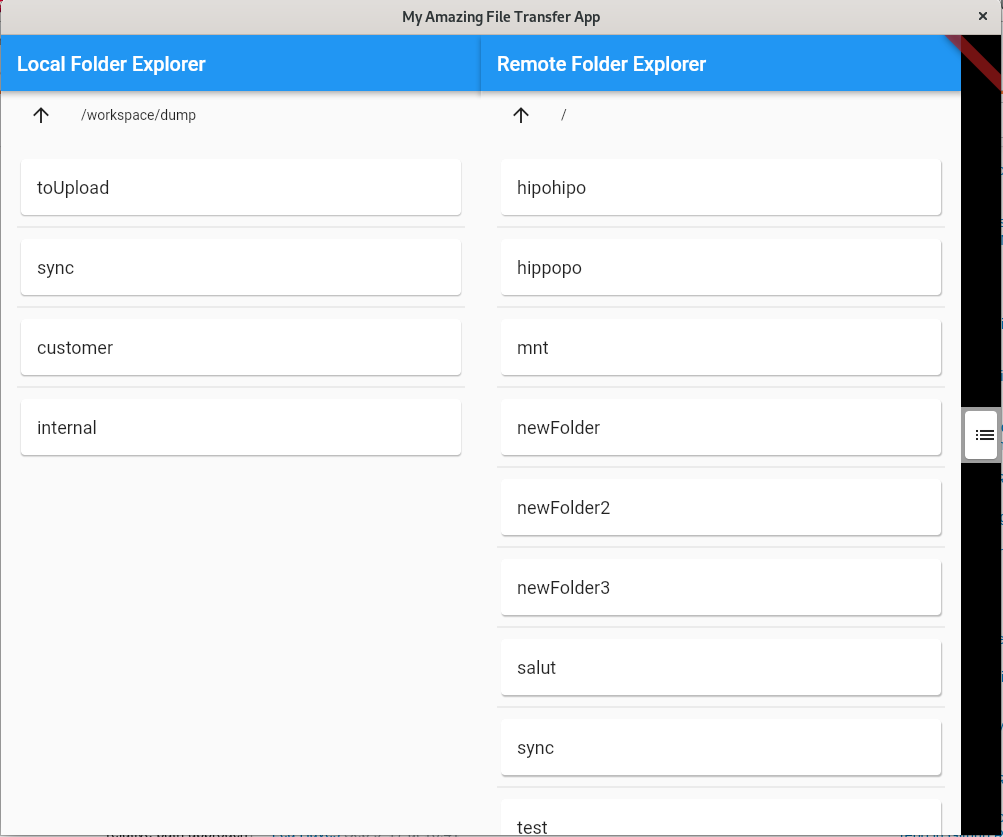 My Amazing File Transfer App
Local Folder Explorer
/workspace/dump
toUpload
sync
customer
internal
Remote Folder Explorer
/
hipohipo
hippopo
mnt
newFolder
newFolder2
newFolder3
salut
sync
test